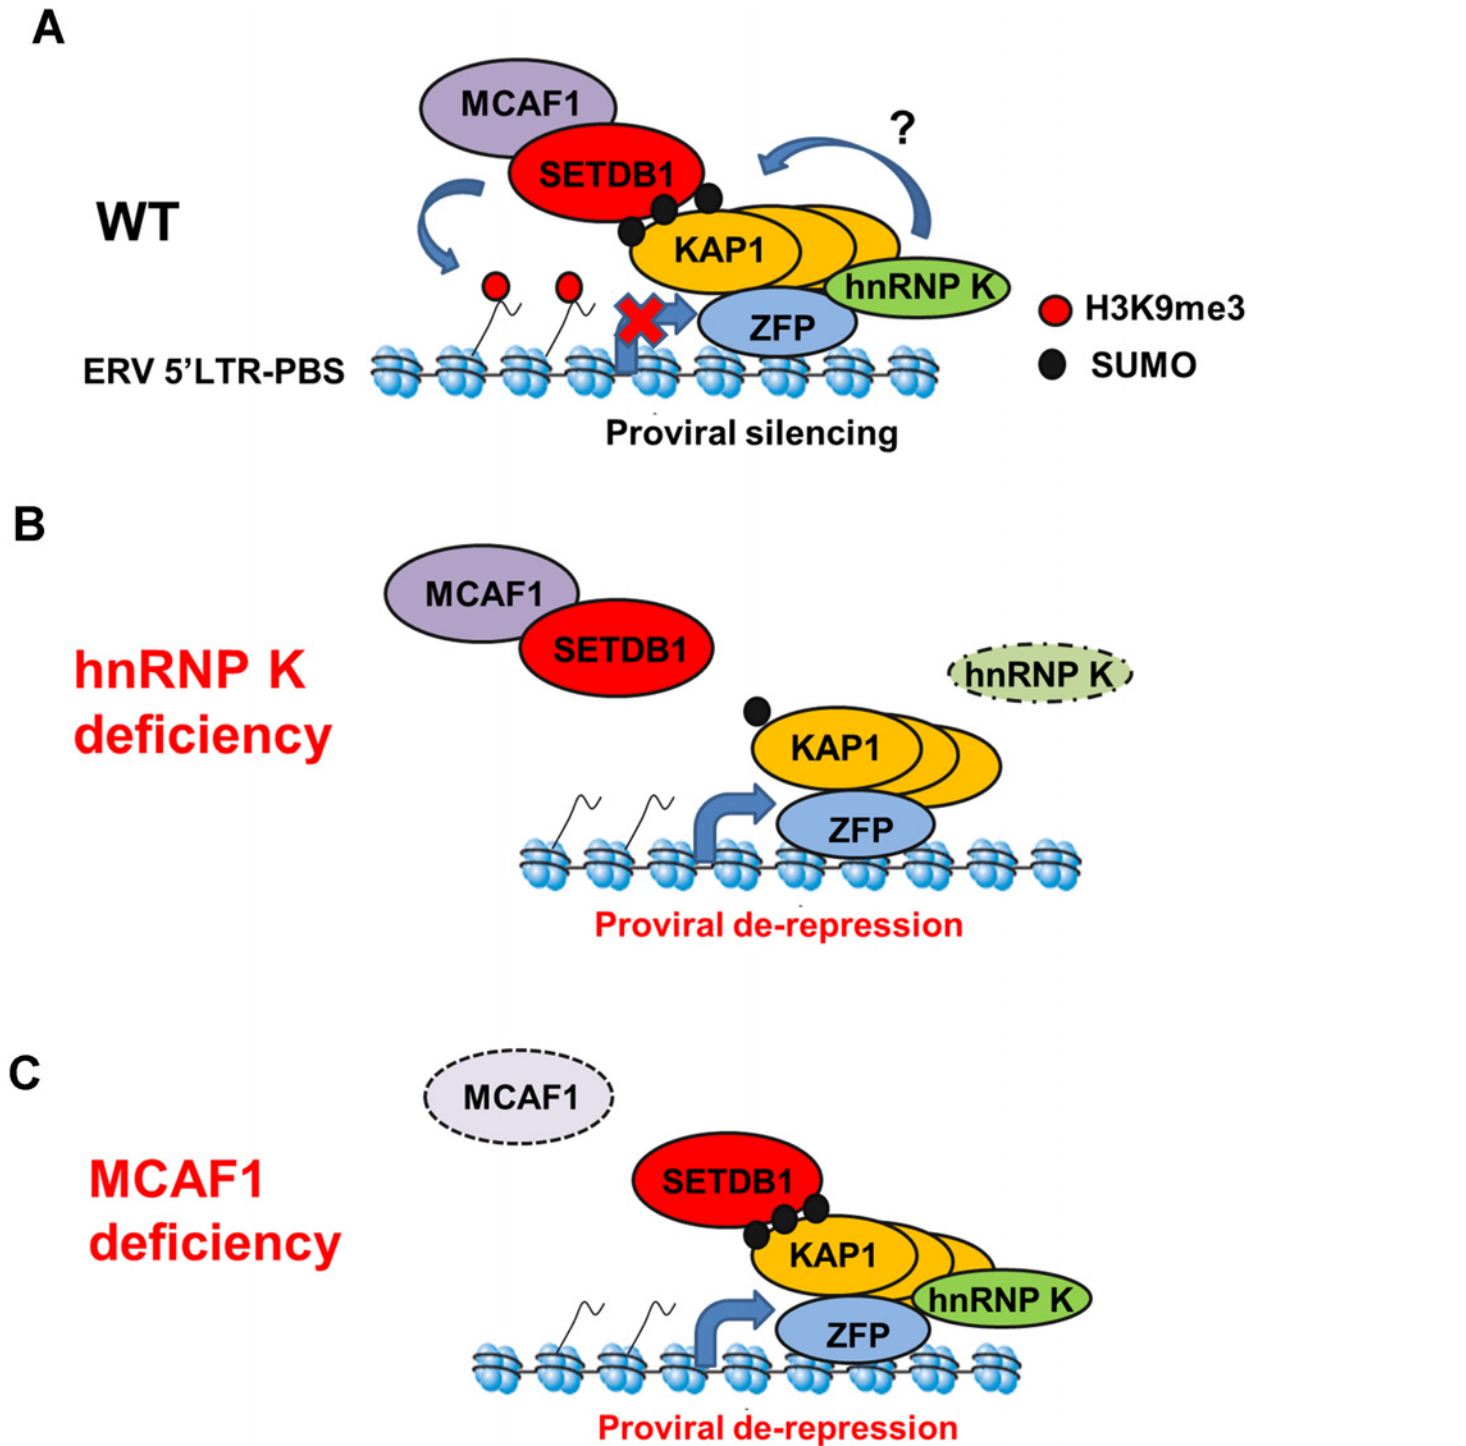 A
MCAF1
?
SETDB1
WT
KAP1
hnRNP K
H3K9me3
ZFP
SUMO
ERV 5’LTR-PBS
Proviral silencing
B
MCAF1
SETDB1
hnRNP K
deficiency
hnRNP K
KAP1
ZFP
Proviral de-repression
C
MCAF1
MCAF1
deficiency
SETDB1
KAP1
hnRNP K
ZFP
Proviral de-repression